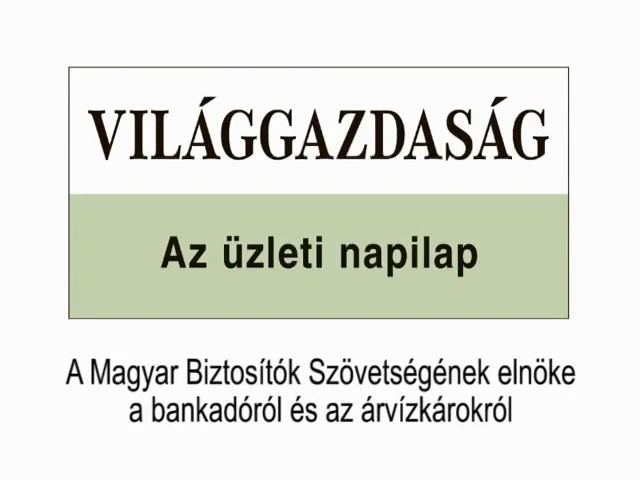 VILÁGGAZDASÁG
Az üzleti napilap
A Magyar Biztosítók Szövetségének elnöke
a bankadóról és az árvízkárokról